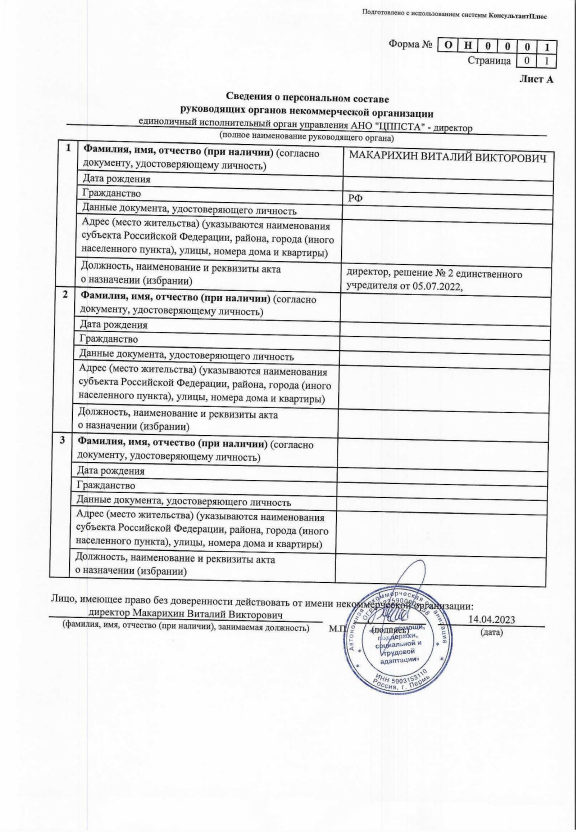 Подготовлено с использованием системы КонсультантПлюс
Форма № О Н 0 0 0 1
Страница 0 1
Лист А
Сведения о персональном составе
руководящих органов некоммерческой организации
единоличный исполнительный орган управления АНО "ЦППСТА" - директор
(полное наименование руководящего органа)
1 Фамилия, имя, отчество (при наличии) (согласно МАКАРИХИН ВИТАЛИЙ ВИКТОРОВИЧ
документу, удостоверяющему личность)
Дата рождения
Гражданство РФ
Данные документа, удостоверяющего личность
Адрес (место жительства) (указываются наименования
субъекта Российской Федерации, района, города (иного
населенного пункта), улицы, номера дома и квартиры)
Должность, наименование и реквизиты акта директор, решение № 2 единственного
о назначении (избрании) учредителя от 05.07.2022,
2 Фамилия, имя, отчество (при наличии) (согласно
документу, удостоверяющему личность)
Дата рождения
Гражданство
Данные документа, удостоверяющего личность
Адрес (место жительства) (указываются наименования
субъекта Российской Федерации, района, города (иного
населенного пункта), улицы, номера дома и квартиры)
Должность, наименование и реквизиты акта
о назначении (избрании)
3 Фамилия, имя, отчество (при наличии) (согласно
документу, удостоверяющему личность)
Дата рождения
Гражданство
Данные документа, удостоверяющего личность
Адрес (место жительства) (указываются наименования
субъекта Российской Федерации, района, города (иного
населенного пункта), улицы, номера дома и квартиры)
Должность, наименование и реквизиты акта
о назначении (избрании)
Лицо, имеющее право без доверенности действовать от имени некоммерческой организации:
директор Макарихин Виталий Викторович 14.04.2023
(фамилия, имя, отчество (при наличии), занимаемая должность) М.П. (подпись) (дата)
Автономная некоммерческая организация
помощи,
поддержки,
социальной и
трудовой
адаптации»
Россия, г. Пермь